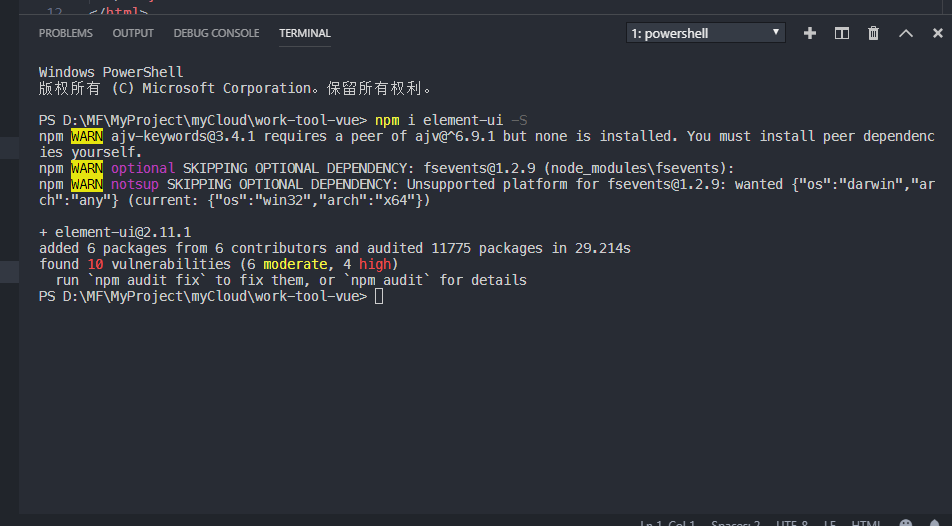 12 </html>
PROBLEMS OUTPUT DEBUG CONSOLE TERMINAL 1: powershell
Windows PowerShell
版权所有 (C) Microsoft Corporation。保留所有权利。
PS D:\MF\MyProject\myCloud\work-tool-vue> npm i element-ui -S
npm WARN ajv-keywords@3.4.1 requires a peer of ajv@^6.9.1 but none is installed. You must install peer dependenc
ies yourself.
npm WARN optional SKIPPING OPTIONAL DEPENDENCY: fsevents@1.2.9 (node_modules\fsevents):
npm WARN notsup SKIPPING OPTIONAL DEPENDENCY: Unsupported platform for fsevents@1.2.9: wanted {"os":"darwin","ar
ch":"any"} (current: {"os":"win32","arch":"x64"})
+ element-ui@2.11.1
added 6 packages from 6 contributors and audited 11775 packages in 29.214s
found 10 vulnerabilities (6 moderate, 4 high)
run `npm audit fix` to fix them, or `npm audit` for details
PS D:\MF\MyProject\myCloud\work-tool-vue>
Ln 1, Col 1 Spaces: 2 UTF-8 LF HTML